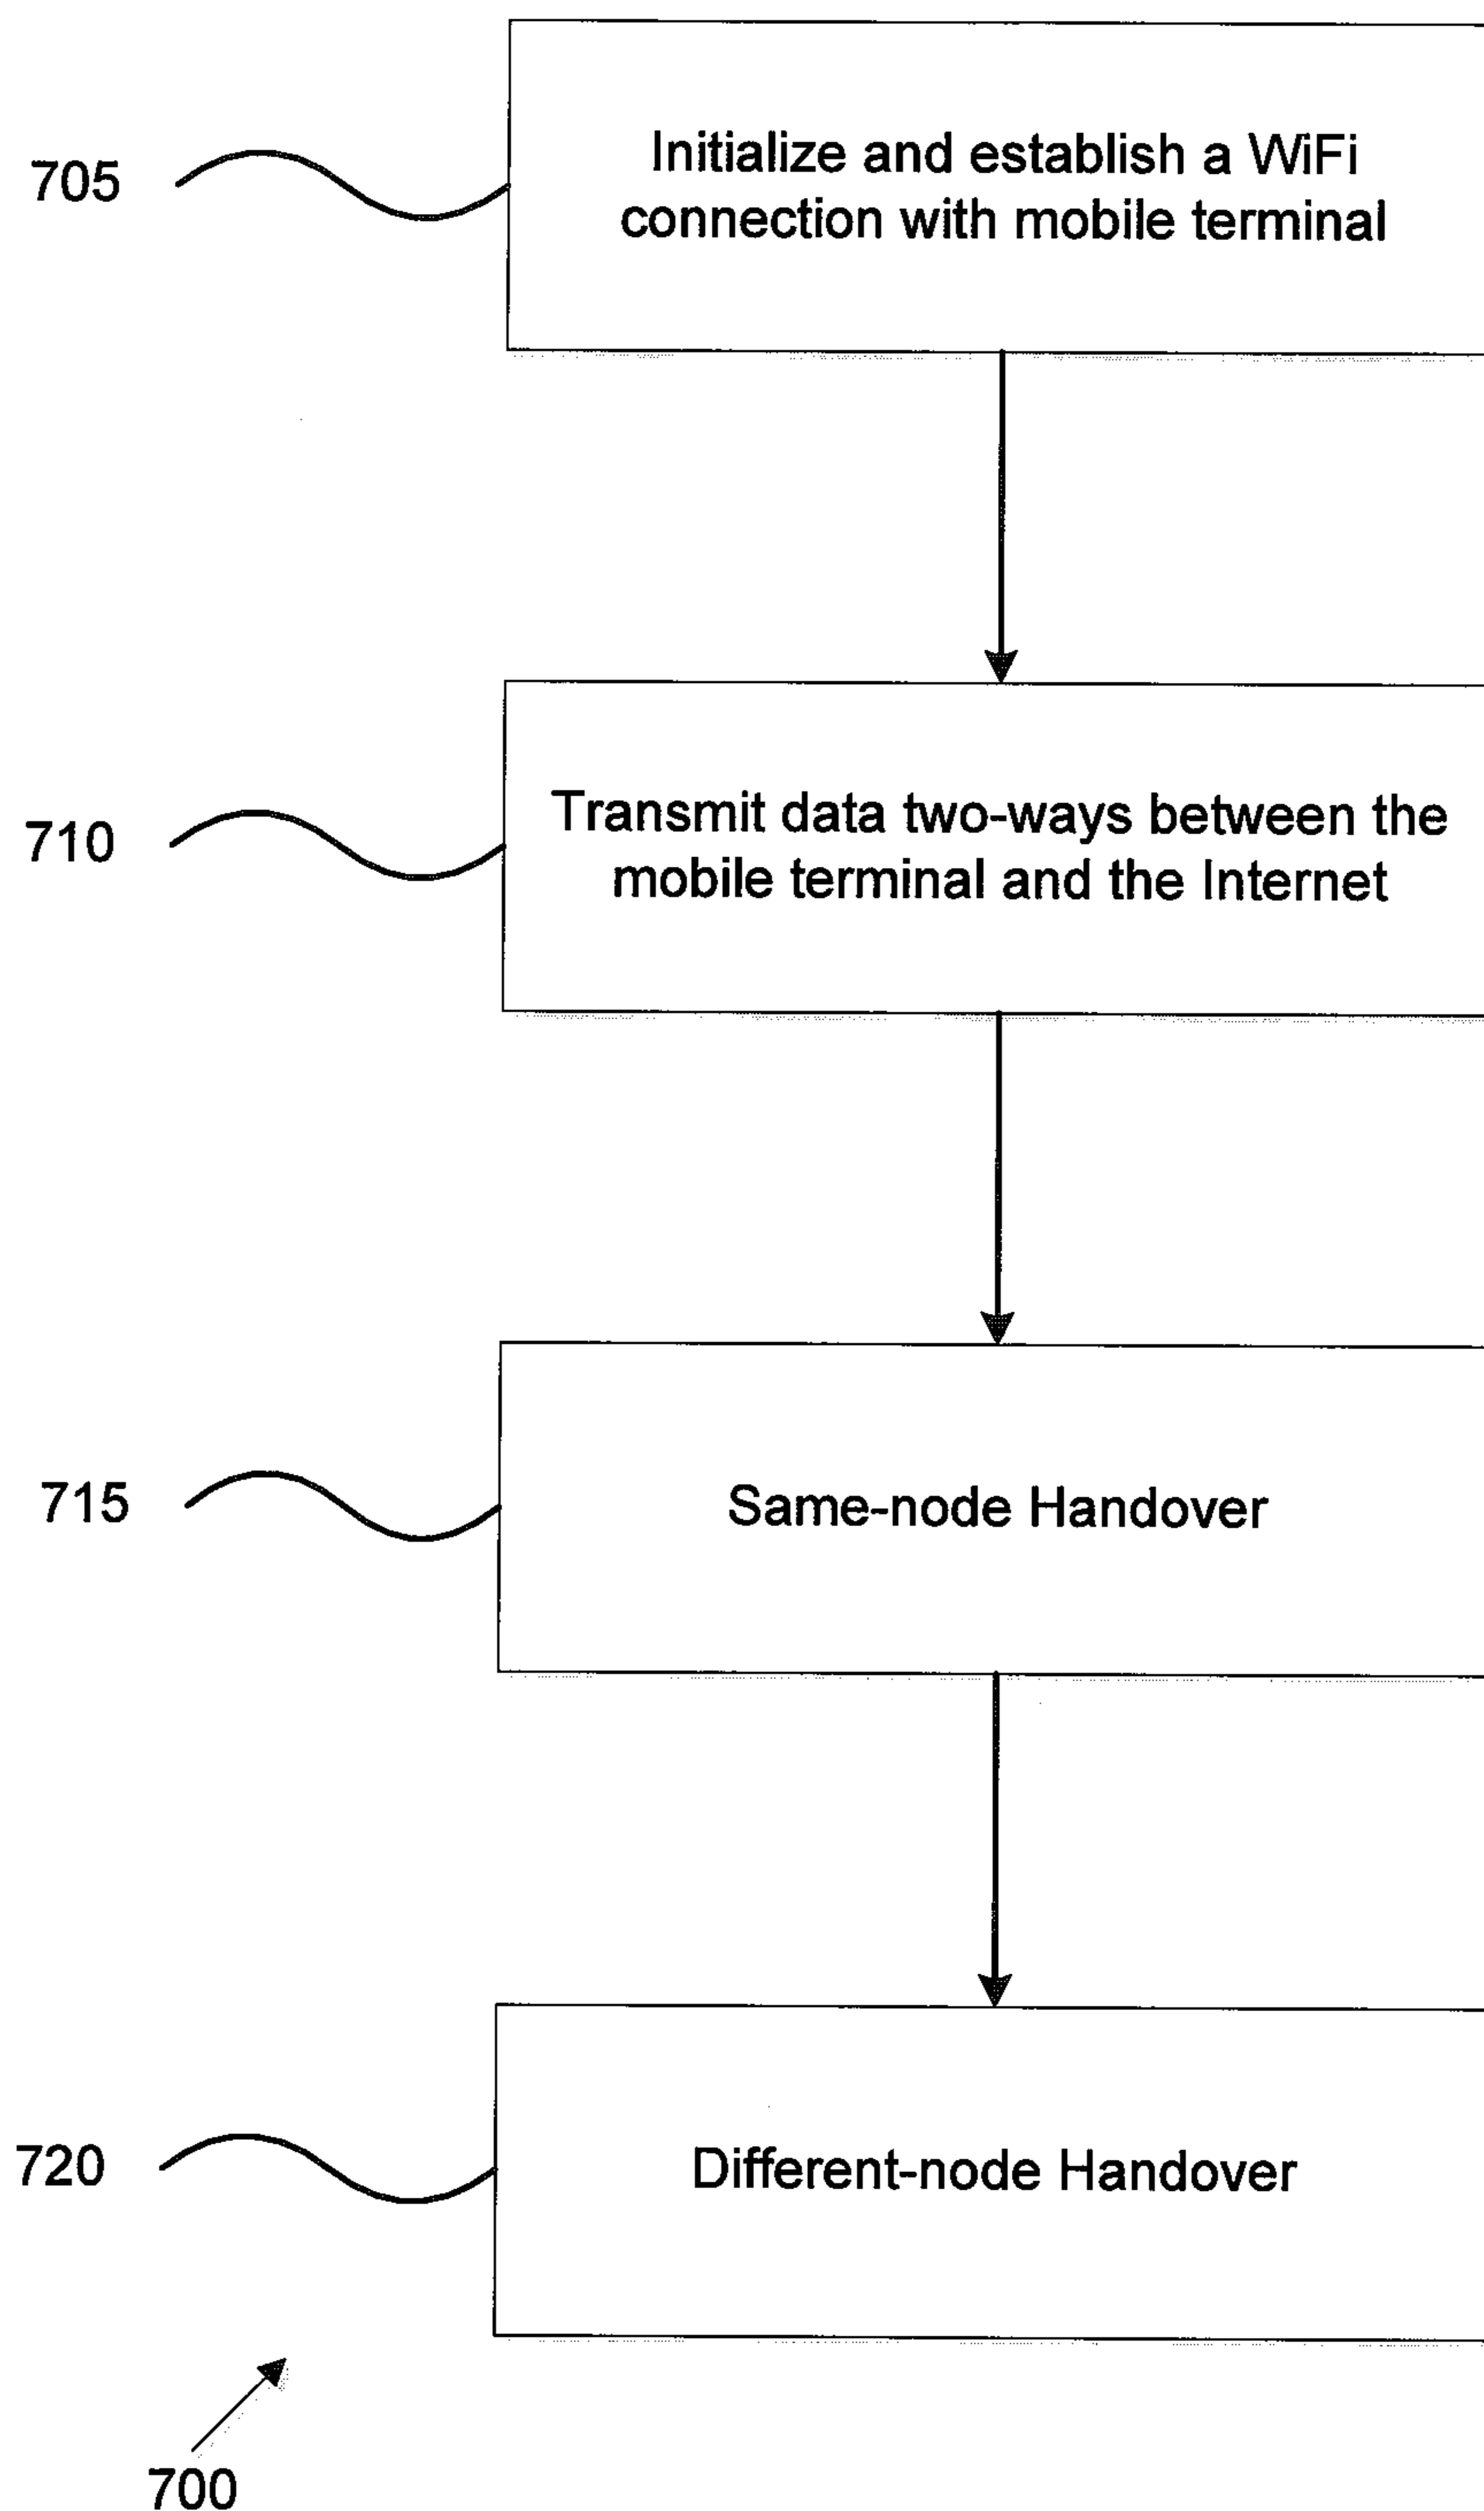 705
Initialize and establish a WiFi
connection with mobile terminal
710
Transmit data two-ways between the
mobile terminal and the Internet
715
Same-node Handover
720
Different-node Handover
700